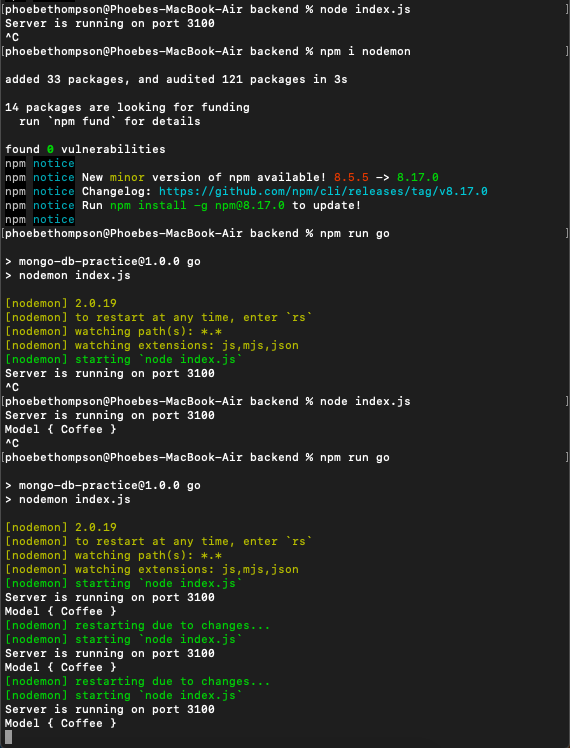 [phoebethompson@Phoebes-MacBook-Air backend % node index.js ]
Server is running on port 3100
^C
[phoebethompson@Phoebes-MacBook-Air backend % npm i nodemon ]
added 33 packages, and audited 121 packages in 3s
14 packages are looking for funding
  run `npm fund` for details
found 0 vulnerabilities
npm notice
npm notice New minor version of npm available! 8.5.5 -> 8.17.0
npm notice Changelog: https://github.com/npm/cli/releases/tag/v8.17.0
npm notice Run npm install -g npm@8.17.0 to update!
npm notice
[phoebethompson@Phoebes-MacBook-Air backend % npm run go ]
> mongo-db-practice@1.0.0 go
> nodemon index.js
[nodemon] 2.0.19
[nodemon] to restart at any time, enter `rs`
[nodemon] watching path(s): *.*
[nodemon] watching extensions: js,mjs,json
[nodemon] starting `node index.js`
Server is running on port 3100
^C
[phoebethompson@Phoebes-MacBook-Air backend % node index.js ]
Server is running on port 3100
Model { Coffee }
^C
[phoebethompson@Phoebes-MacBook-Air backend % npm run go ]
> mongo-db-practice@1.0.0 go
> nodemon index.js
[nodemon] 2.0.19
[nodemon] to restart at any time, enter `rs`
[nodemon] watching path(s): *.*
[nodemon] watching extensions: js,mjs,json
[nodemon] starting `node index.js`
Server is running on port 3100
Model { Coffee }
[nodemon] restarting due to changes...
[nodemon] starting `node index.js`
Server is running on port 3100
Model { Coffee }
[nodemon] restarting due to changes...
[nodemon] starting `node index.js`
Server is running on port 3100
Model { Coffee }